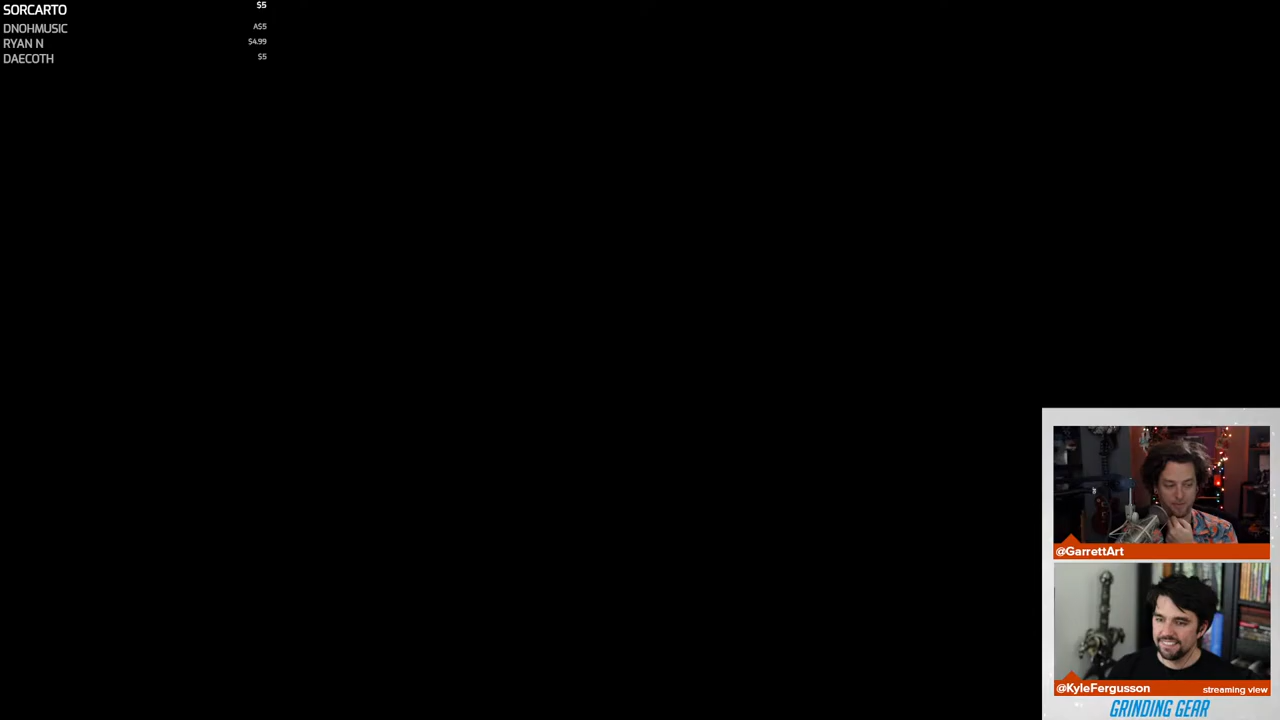 SORCARTO $5
DNOHMUSIC A$5
RYAN N $4.99
DAECOTH $5
@GarrettArt
@KyleFergusson streaming view
GRINDING GEAR